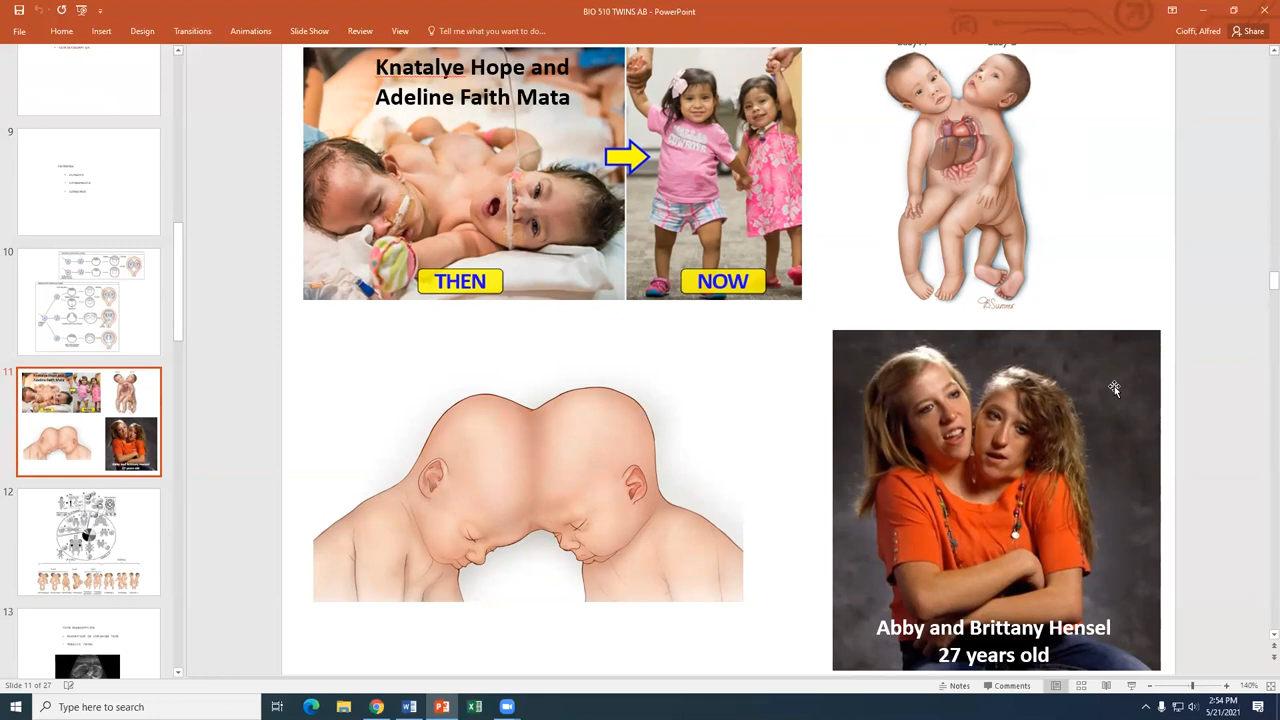 BIO 510 TWINS AB - PowerPoint
File
Home
Insert
Design
Transitions
Animations
Slide Show
Review
View
Tell me what you want to do...
Cioffi, Alfred
Share
9
10
11
12
13
Knatalye Hope and
Adeline Faith Mata
THEN
NOW
Abby and Brittany Hensel
27 years old
Slide 11 of 27
Notes
Comments
140%
Type here to search
2:54 PM
5/21/2021